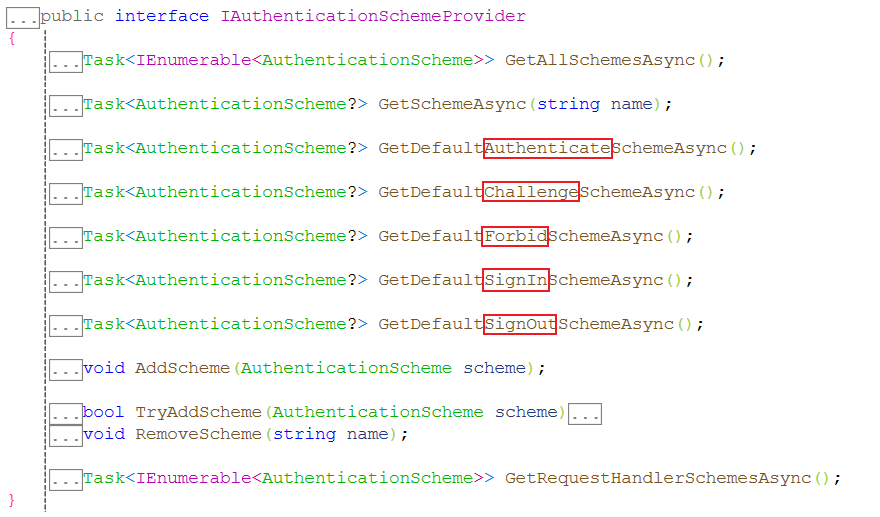 ...public interface IAuthenticationSchemeProvider
{
...Task<IEnumerable<AuthenticationScheme>> GetAllSchemesAsync();
...Task<AuthenticationScheme?> GetSchemeAsync(string name);
...Task<AuthenticationScheme?> GetDefaultAuthenticateSchemeAsync();
...Task<AuthenticationScheme?> GetDefaultChallengeSchemeAsync();
...Task<AuthenticationScheme?> GetDefaultForbidSchemeAsync();
...Task<AuthenticationScheme?> GetDefaultSignInSchemeAsync();
...Task<AuthenticationScheme?> GetDefaultSignOutSchemeAsync();
...void AddScheme(AuthenticationScheme scheme);
...bool TryAddScheme(AuthenticationScheme scheme)...
...void RemoveScheme(string name);
...Task<IEnumerable<AuthenticationScheme>> GetRequestHandlerSchemesAsync();
}